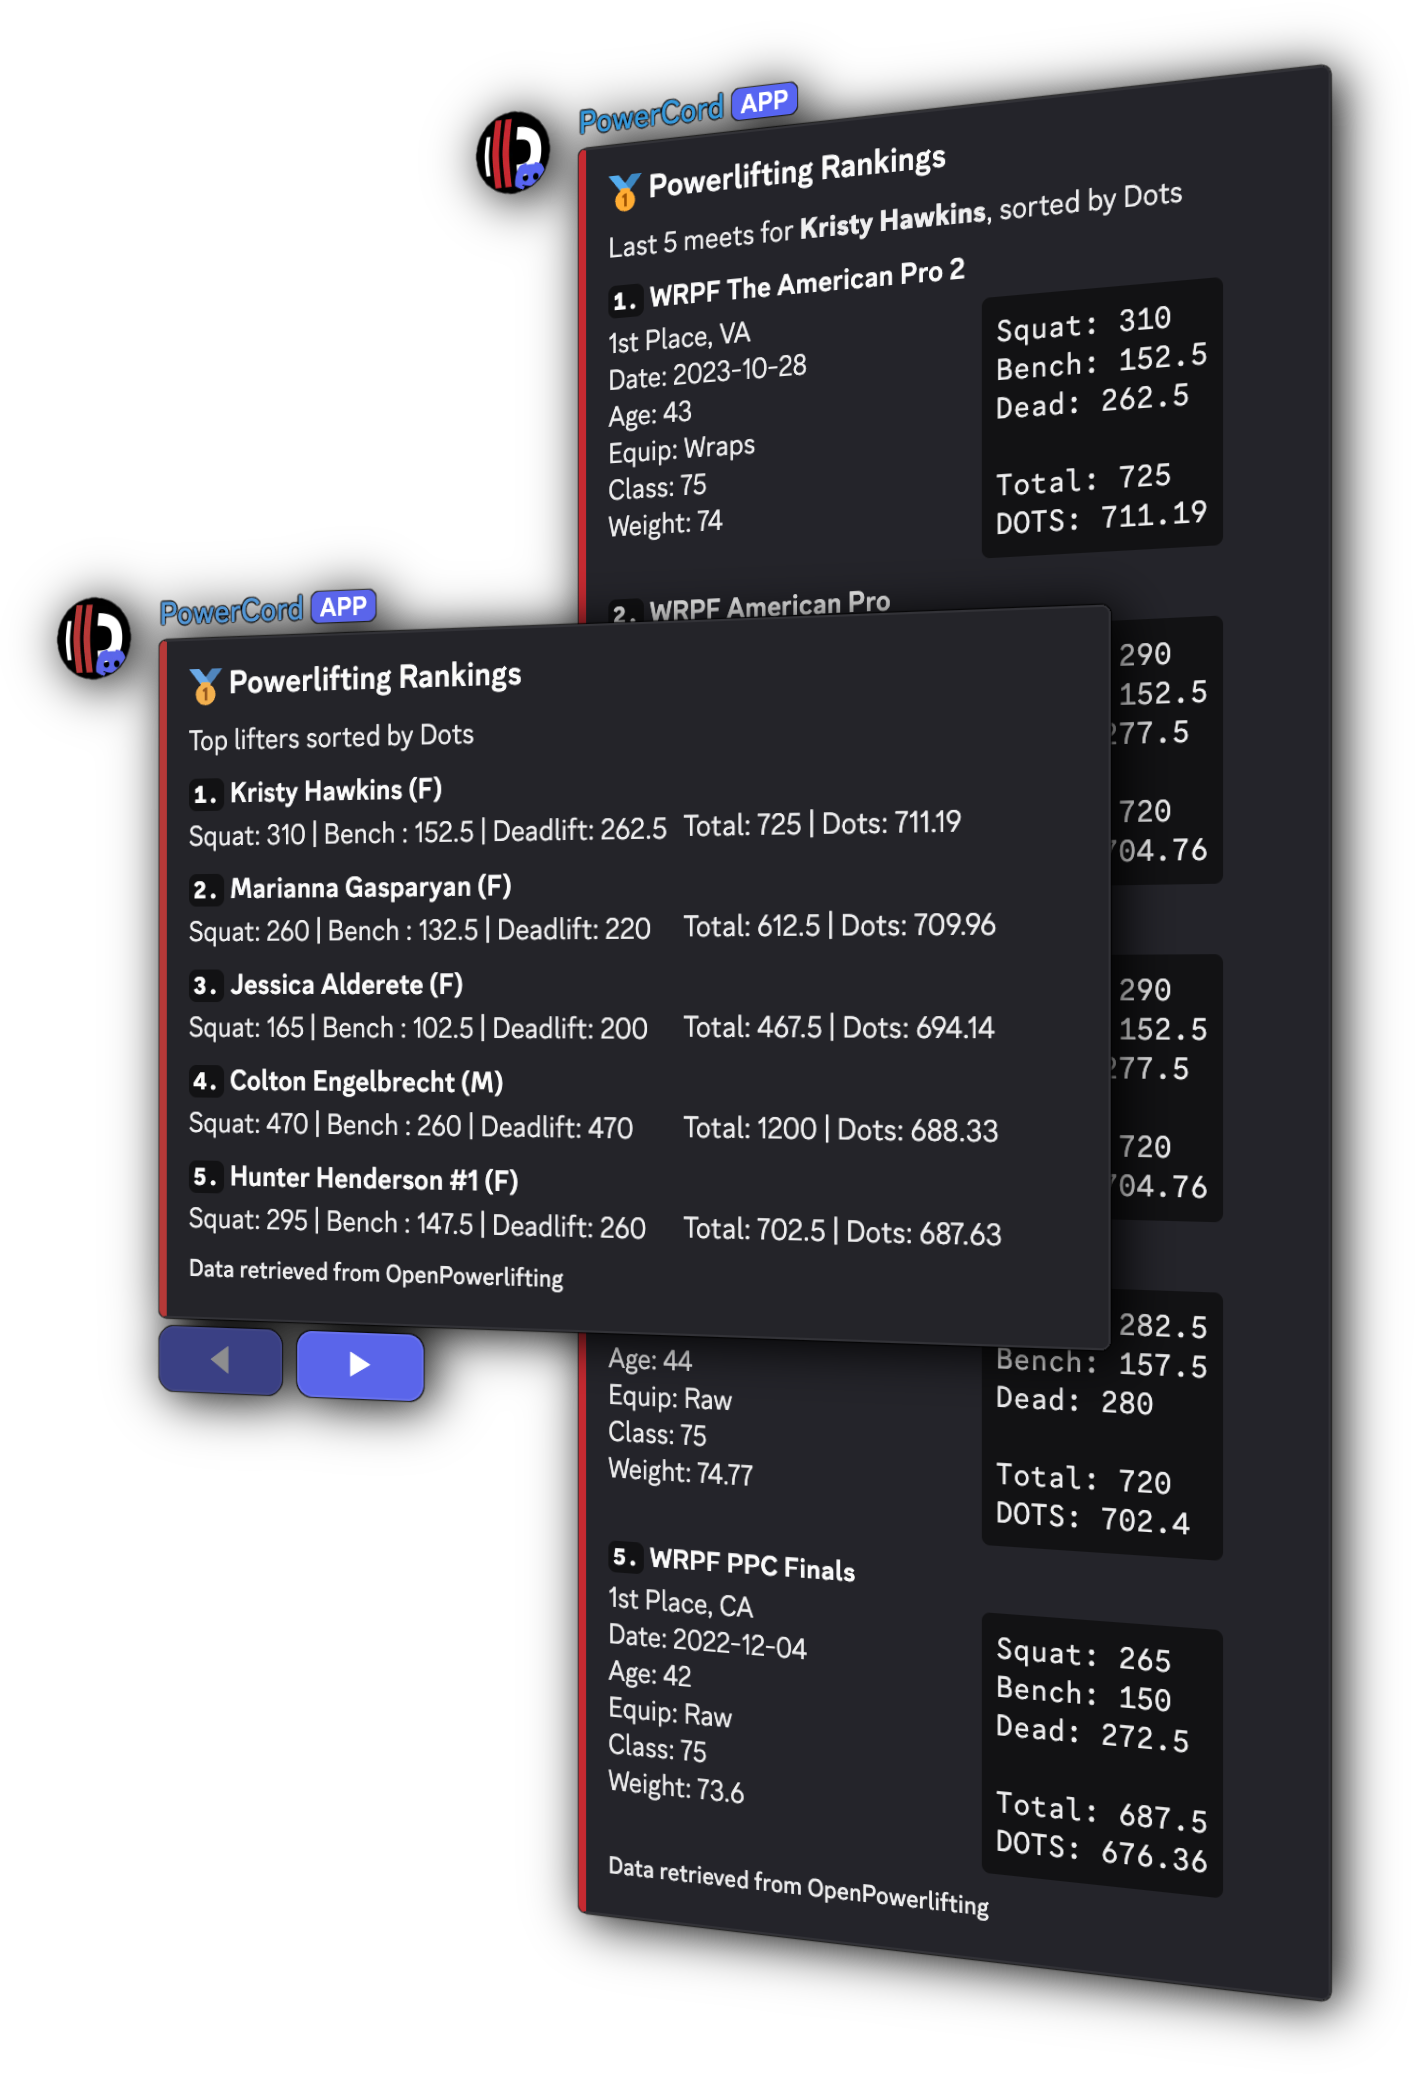 PowerCord APP
Powerlifting Rankings
Last 5 meets for Kristy Hawkins, sorted by Dots
1. WRPF The American Pro 2
1st Place, VA
Date: 2023-10-28
Age: 43
Equip: Wraps
Class: 75
Weight: 74
Squat: 310
Bench: 152.5
Dead: 262.5
Total: 725
DOTS: 711.19
2. WRPF American Pro
290
152.5
277.5
720
704.76
290
152.5
277.5
720
704.76
282.5
Age: 44
Equip: Raw
Class: 75
Weight: 74.77
Bench: 157.5
Dead: 280
Total: 720
DOTS: 702.4
5. WRPF PPC Finals
1st Place, CA
Date: 2022-12-04
Age: 42
Equip: Raw
Class: 75
Weight: 73.6
Squat: 265
Bench: 150
Dead: 272.5
Total: 687.5
DOTS: 676.36
Data retrieved from OpenPowerlifting
PowerCord APP
Powerlifting Rankings
Top lifters sorted by Dots
1. Kristy Hawkins (F)
Squat: 310 | Bench : 152.5 | Deadlift: 262.5 Total: 725 | Dots: 711.19
2. Marianna Gasparyan (F)
Squat: 260 | Bench : 132.5 | Deadlift: 220 Total: 612.5 | Dots: 709.96
3. Jessica Alderete (F)
Squat: 165 | Bench : 102.5 | Deadlift: 200 Total: 467.5 | Dots: 694.14
4. Colton Engelbrecht (M)
Squat: 470 | Bench : 260 | Deadlift: 470 Total: 1200 | Dots: 688.33
5. Hunter Henderson #1 (F)
Squat: 295 | Bench : 147.5 | Deadlift: 260 Total: 702.5 | Dots: 687.63
Data retrieved from OpenPowerlifting